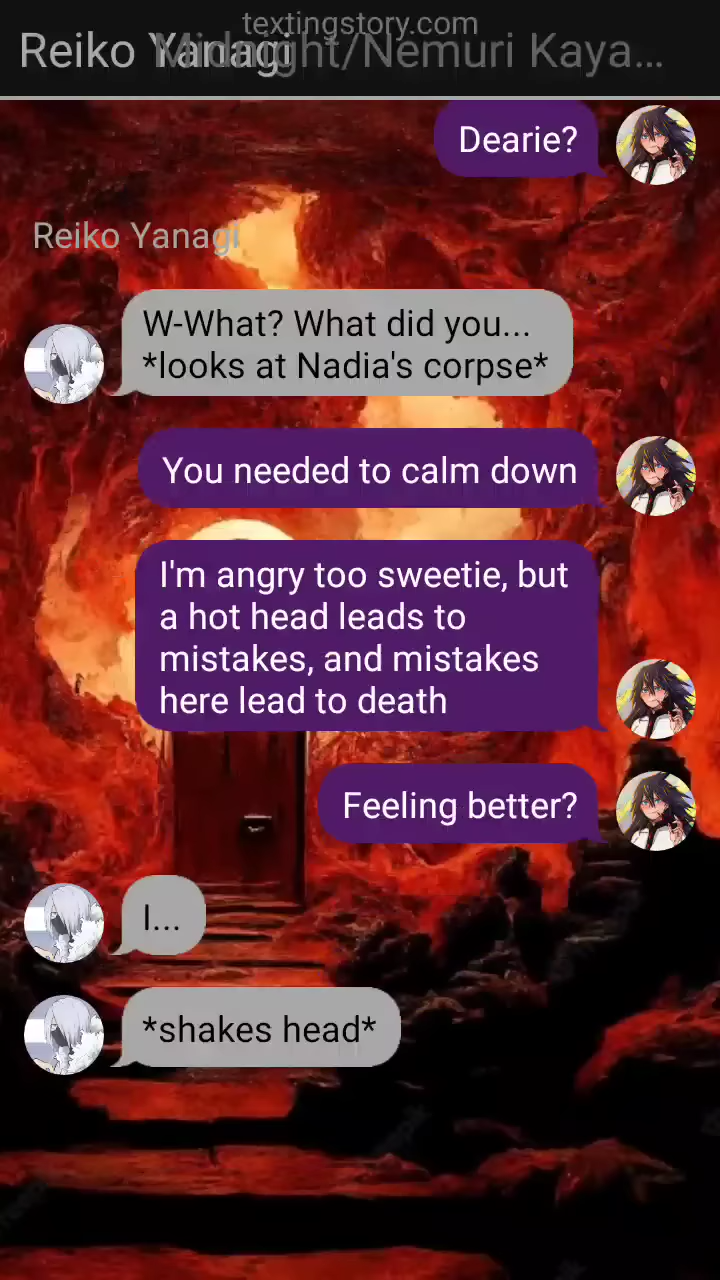 textingstory.com
Reiko Yanagi
Midnight/Nemuri Kaya...
Dearie?
Reiko Yanagi
W-What? What did you...
*looks at Nadia's corpse*
You needed to calm down
I'm angry too sweetie, but
a hot head leads to
mistakes, and mistakes
here lead to death
Feeling better?
I...
*shakes head*